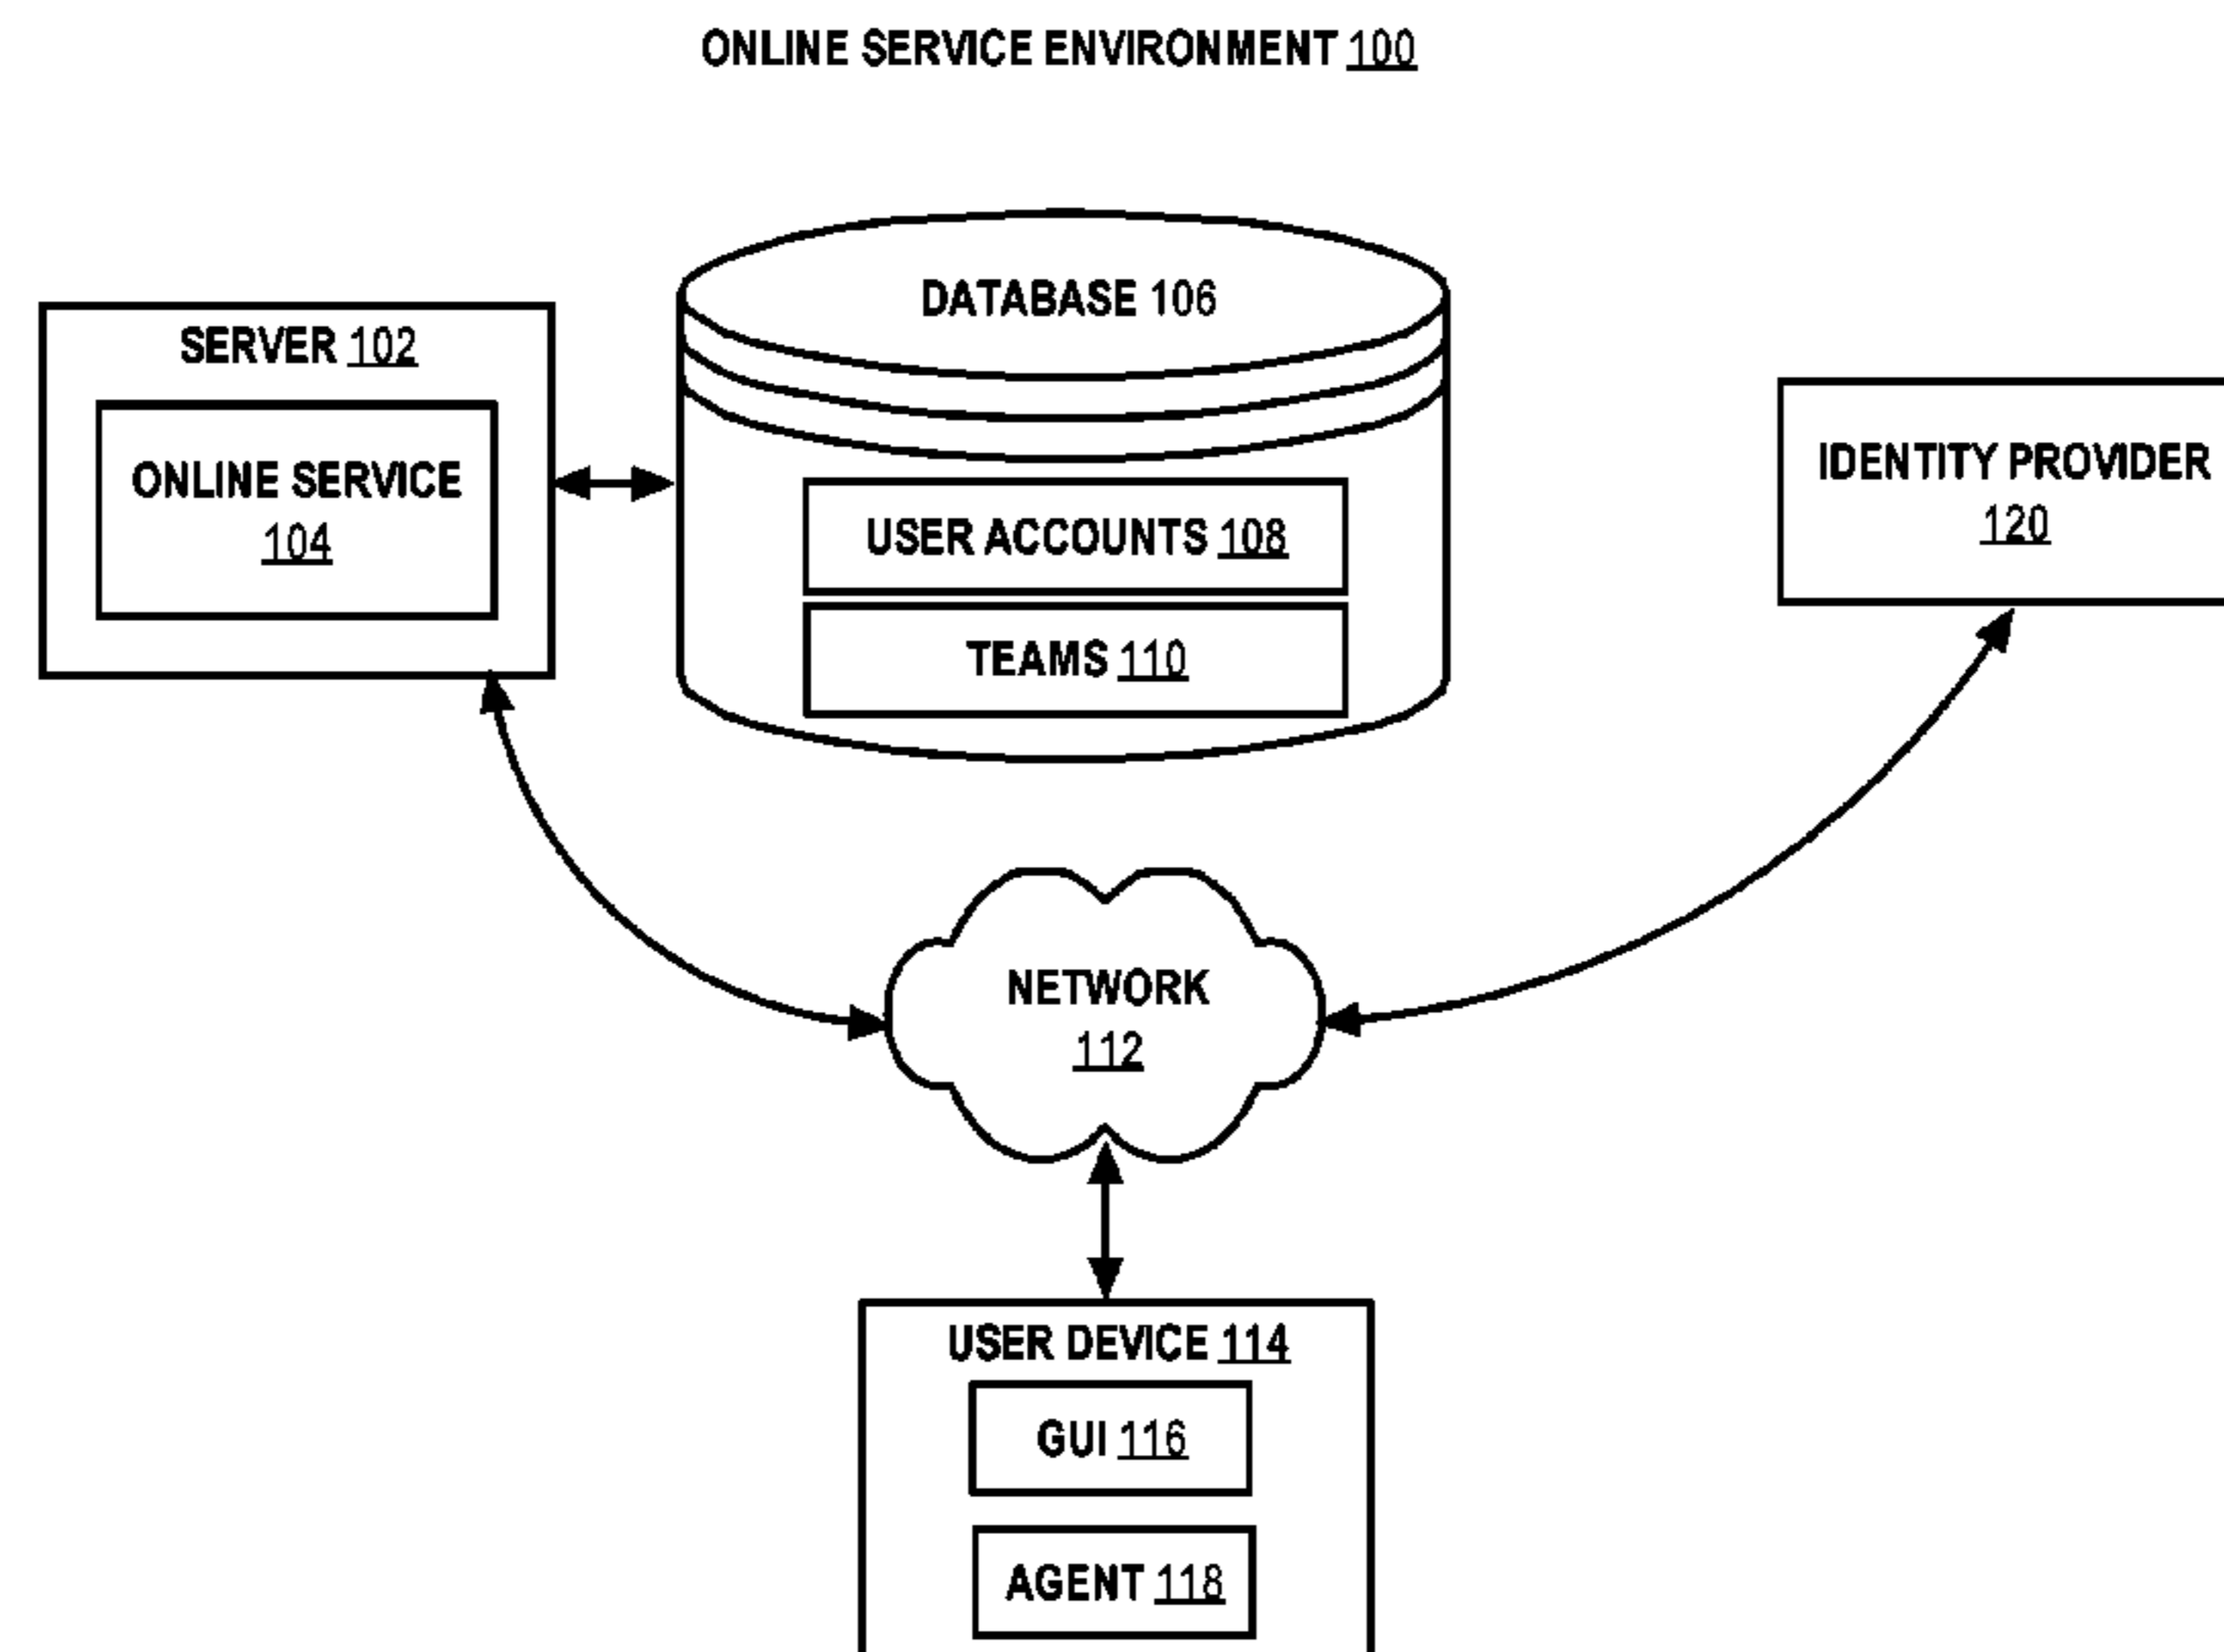 ONLINE SERVICE ENVIRONMENT 100
SERVER 102
ONLINE SERVICE
104
DATABASE 106
USER ACCOUNTS 108
TEAMS 110
IDENTITY PROVIDER
120
NETWORK
112
USER DEVICE 114
GUI 116
AGENT 118